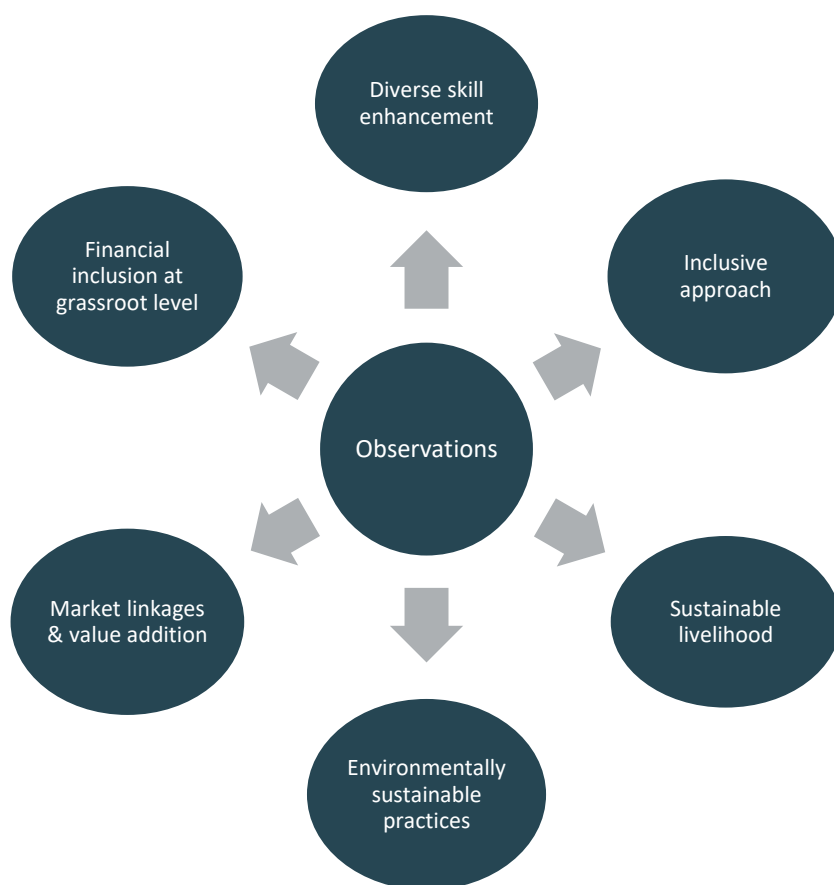 Diverse skill
enhancement
Financial
inclusion at
grassroot level
Inclusive
approach
Observations
Market linkages
& value addition
Sustainable
livelihood
Environmentally
sustainable
practices